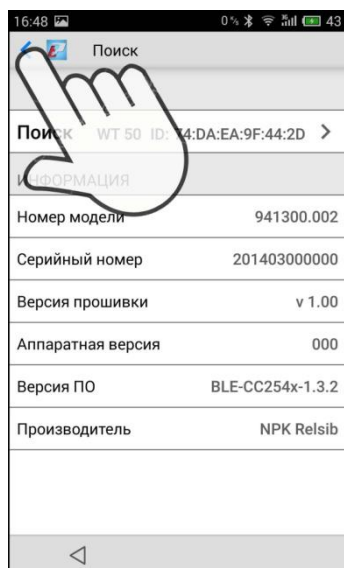 16:48 0% 43
Поиск
Поиск WT 50 ID: 74:DA:EA:9F:44:2D
ИНФОРМАЦИЯ
Номер модели 941300.002
Серийный номер 201403000000
Версия прошивки v 1.00
Аппаратная версия 000
Версия ПО BLE-CC254x-1.3.2
Производитель NPK Relsib